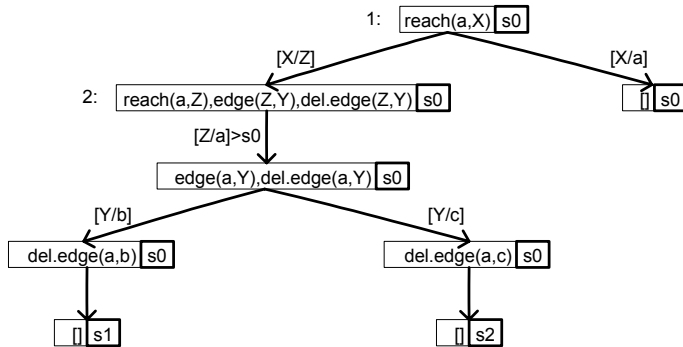 1: reach(a,X) s0
[X/Z] [X/a]
2: reach(a,Z),edge(Z,Y),del.edge(Z,Y) s0 [] s0
[Z/a]>s0
edge(a,Y),del.edge(a,Y) s0
[Y/b] [Y/c]
del.edge(a,b) s0 del.edge(a,c) s0
[] s1 [] s2